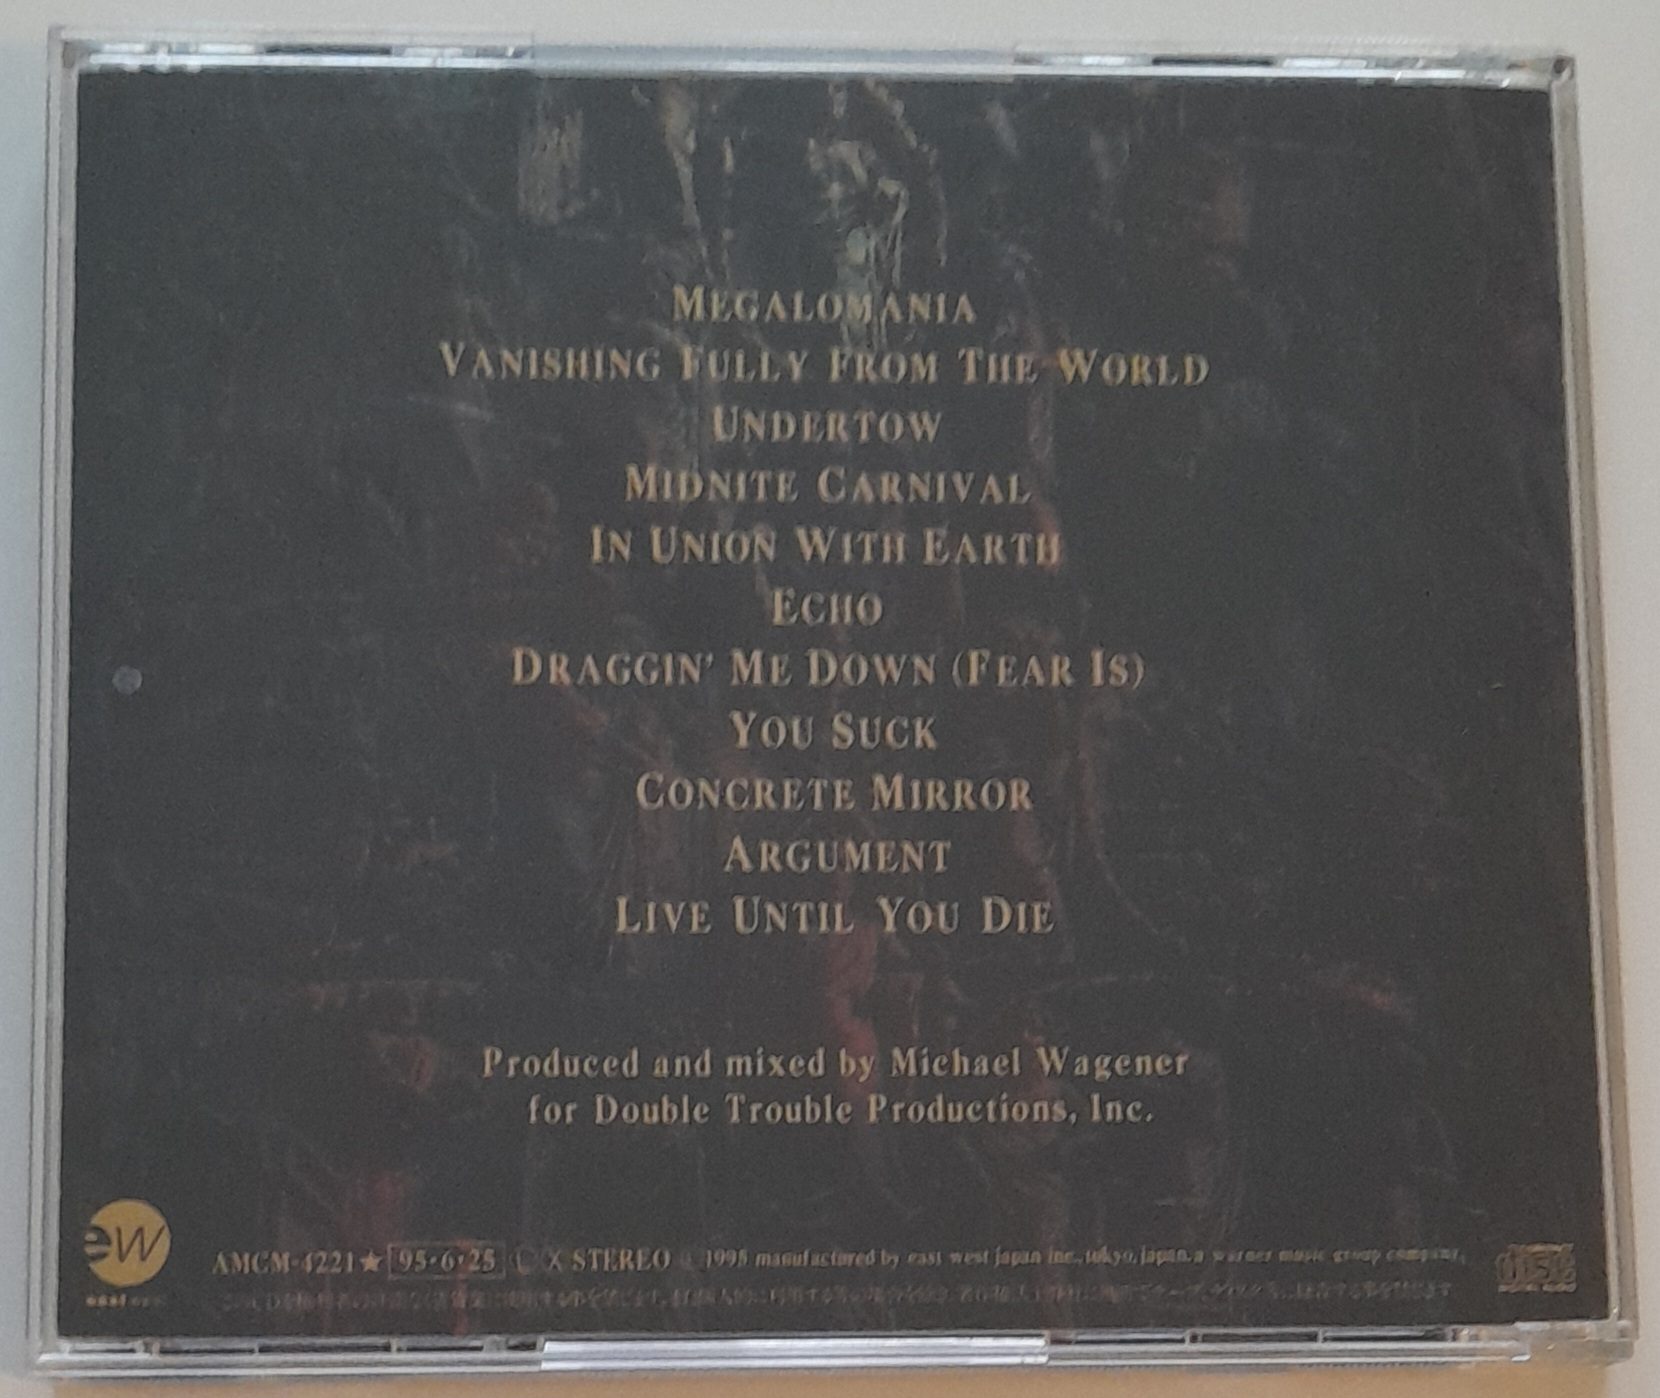 MEGALOMANIA
VANISHING FULLY FROM THE WORLD
UNDERTOW
MIDNITE CARNIVAL
IN UNION WITH EARTH
ECHO
DRAGGIN' ME DOWN (FEAR IS)
YOU SUCK
CONCRETE MIRROR
ARGUMENT
LIVE UNTIL YOU DIE
Produced and mixed by Michael Wagener
for Double Trouble Productions, Inc.
ew
AMCM-4221★ 95·6·25 X STEREO 1995 manufactured by east west japan inc., tokyo, japan. a warner music group company.
DISC